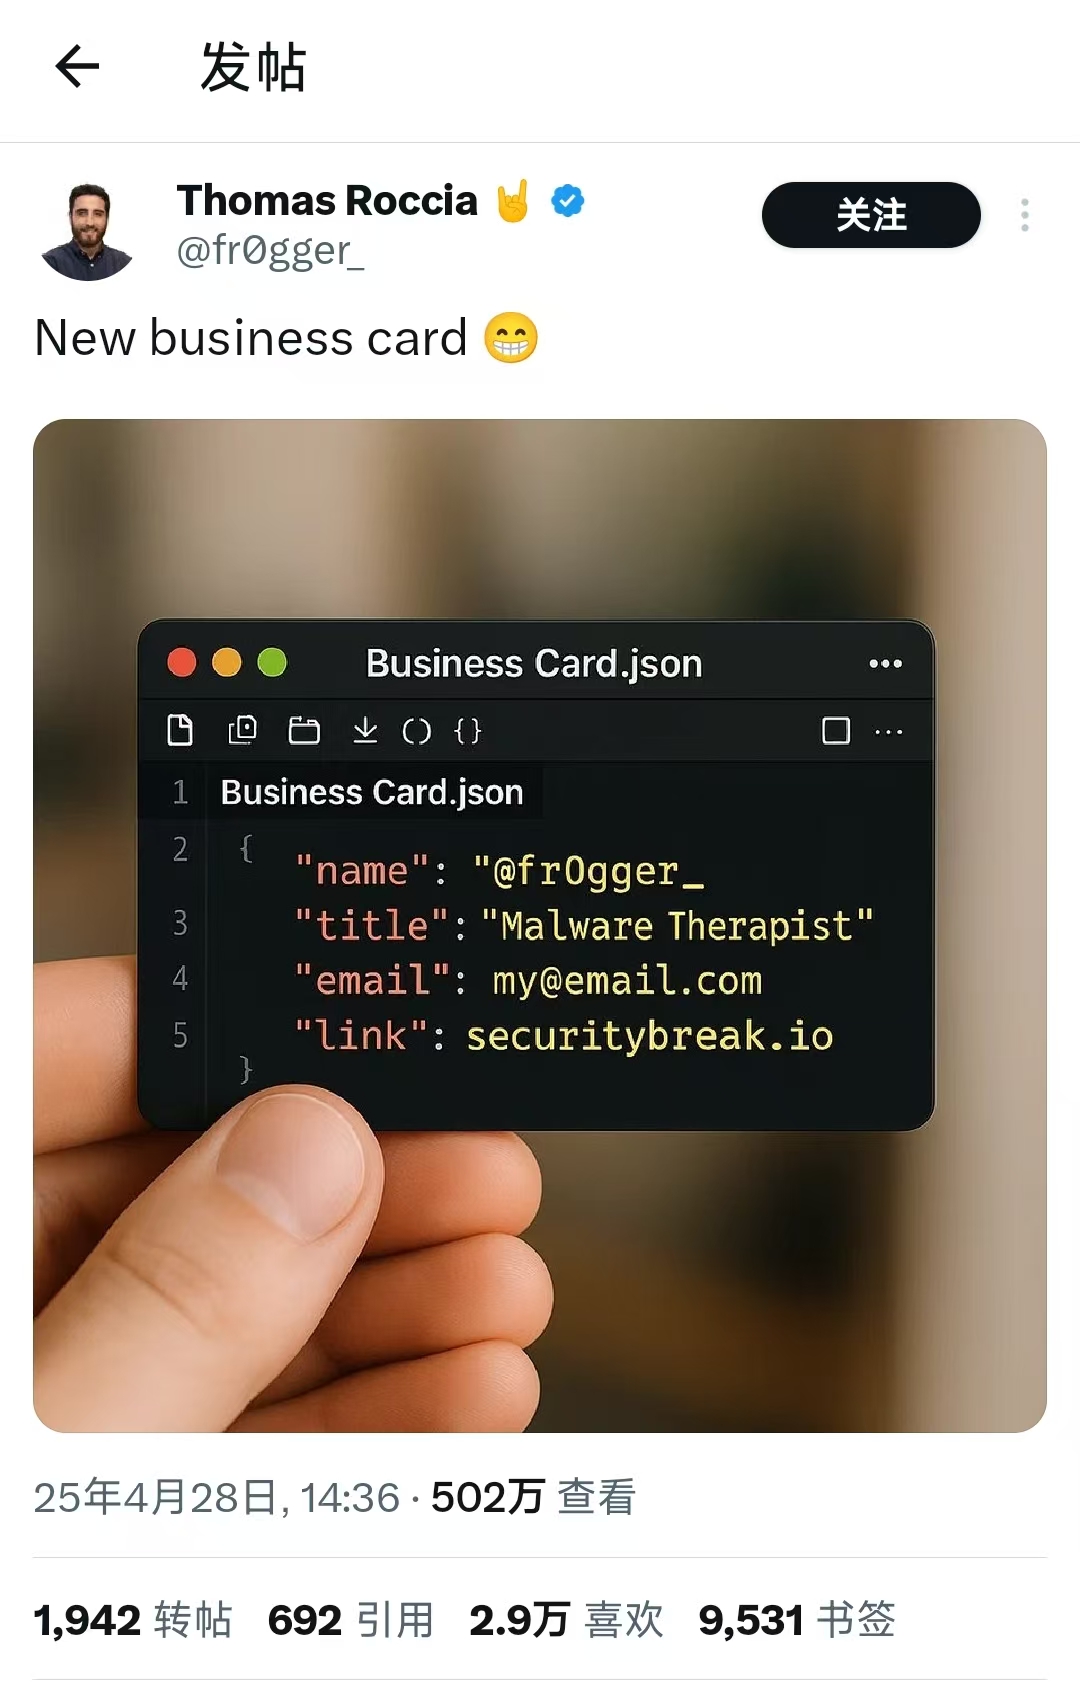 发帖
Thomas Roccia 🤘
@fr0gger_
关注
New business card 😁
Business Card.json
1 Business Card.json
2 {
"name": "@fr0gger_
3 "title": "Malware Therapist"
4 "email": my@email.com
5 "link": securitybreak.io
}
25年4月28日, 14:36 · 502万 查看
1,942 转帖 692 引用 2.9万 喜欢 9,531 书签